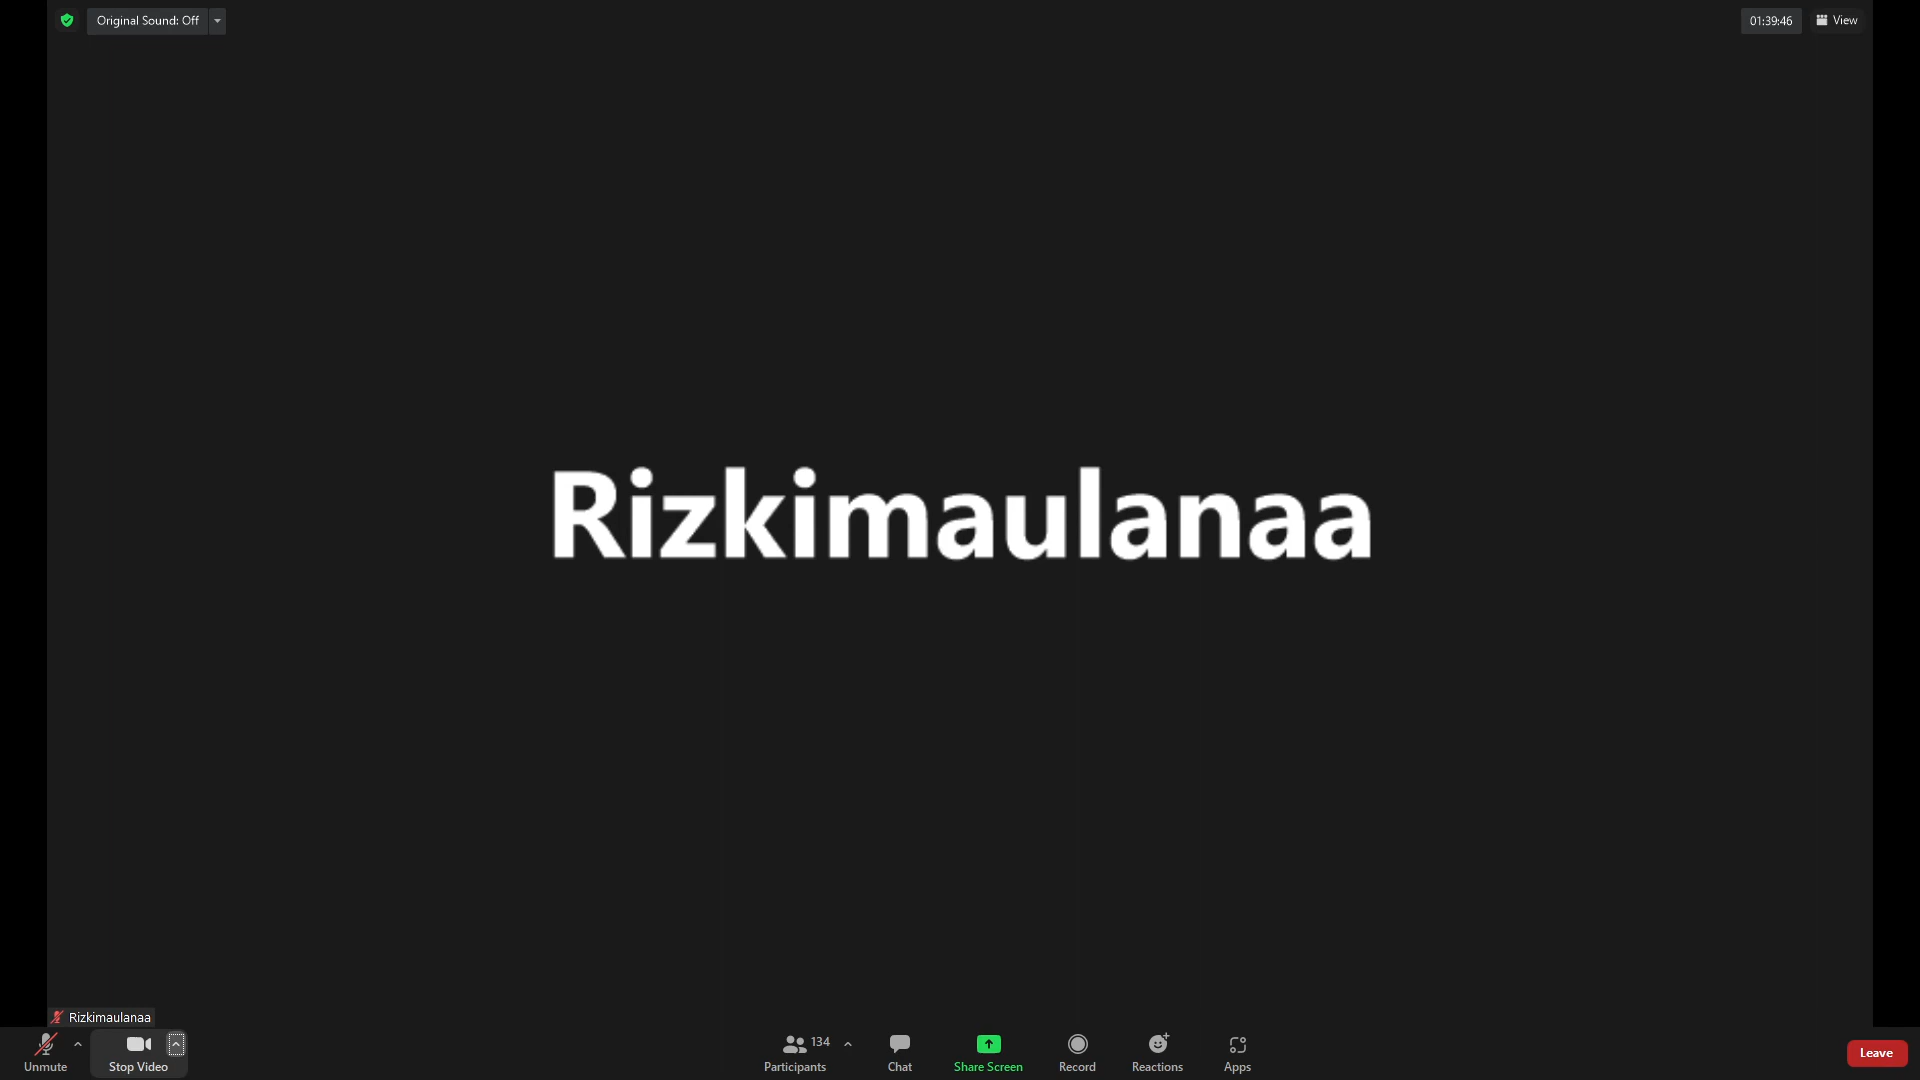 Original Sound: Off
01:39:46
View
Rizkimaulanaa
Rizkimaulanaa
Unmute
Stop Video
134
Participants
Chat
Share Screen
Record
Reactions
Apps
Leave